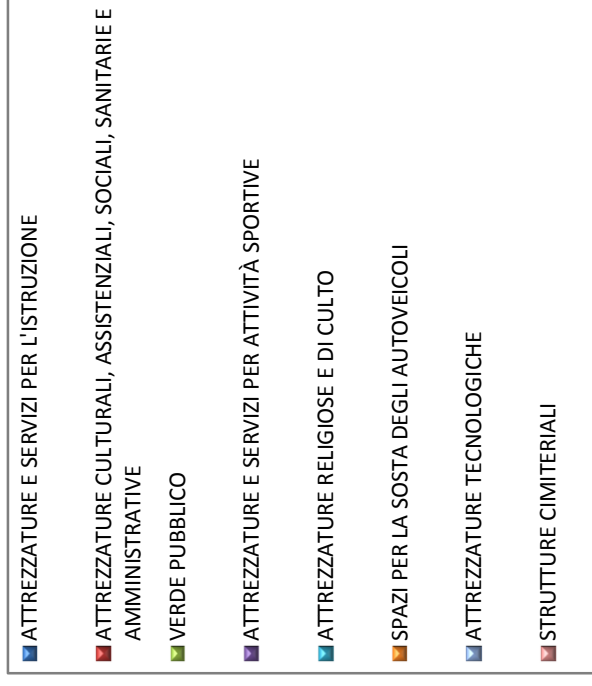 ATTREZZATURE E SERVIZI PER L'ISTRUZIONE
ATTREZZATURE CULTURALI, ASSISTENZIALI, SOCIALI, SANITARIE E
AMMINISTRATIVE
VERDE PUBBLICO
ATTREZZATURE E SERVIZI PER ATTIVITÀ SPORTIVE
ATTREZZATURE RELIGIOSE E DI CULTO
SPAZI PER LA SOSTA DEGLI AUTOVEICOLI
ATTREZZATURE TECNOLOGICHE
STRUTTURE CIMITERIALI